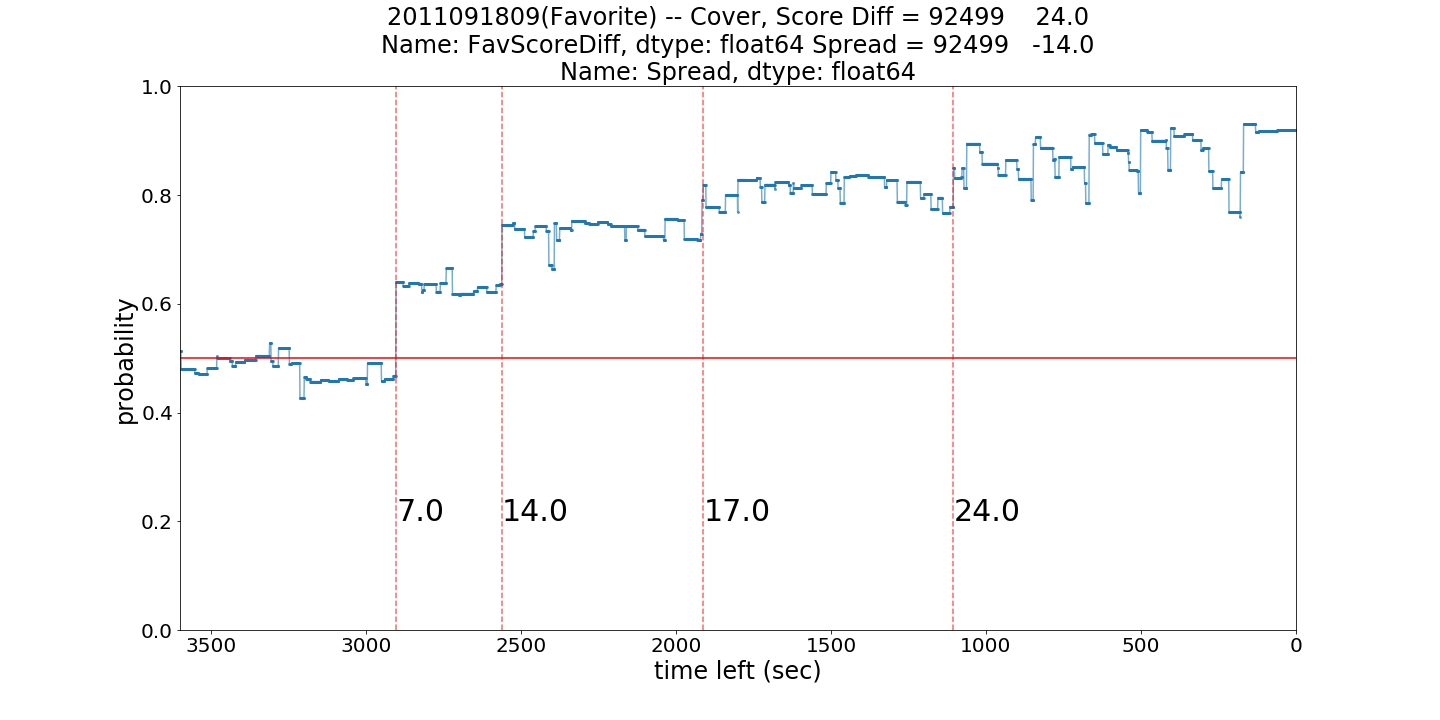 2011091809(Favorite) -- Cover, Score Diff = 92499    24.0
Name: FavScoreDiff, dtype: float64 Spread = 92499   -14.0
Name: Spread, dtype: float64
1.0
0.8
0.6
0.4
0.2
0.0
probability
7.0 14.0 17.0 24.0
3500 3000 2500 2000 1500 1000 500 0
time left (sec)